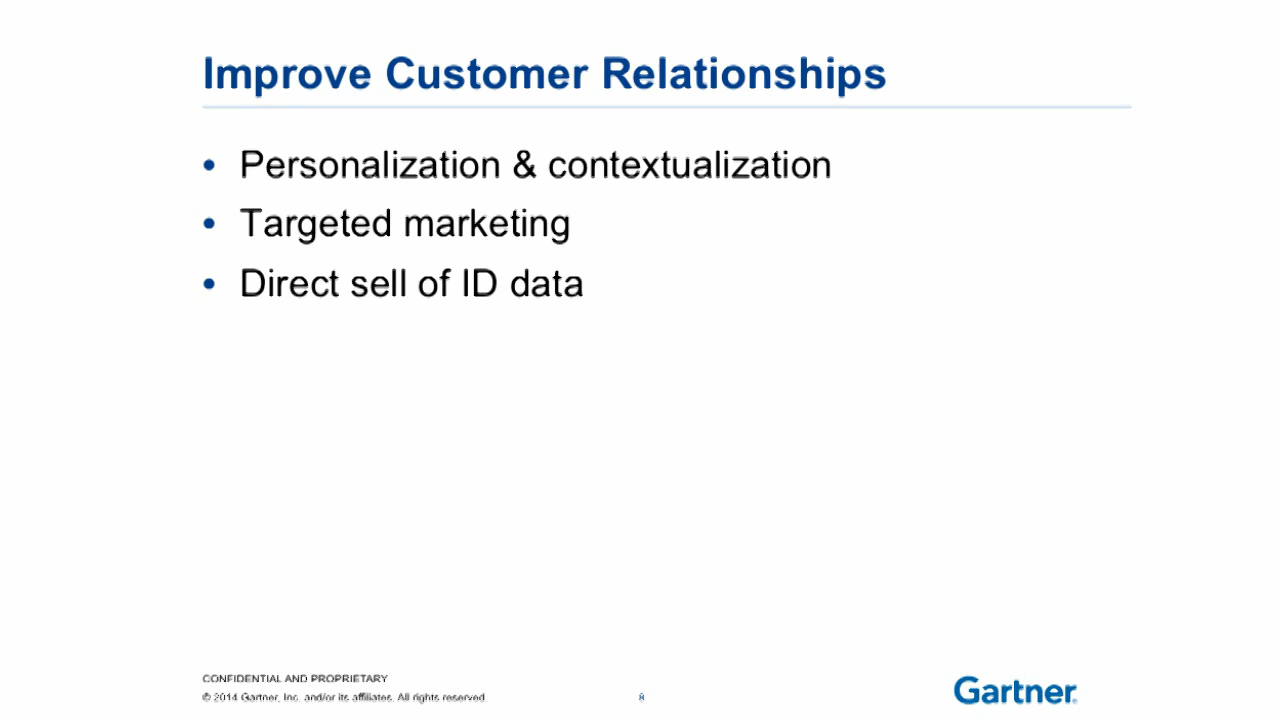 Improve Customer Relationships
• Personalization & contextualization
• Targeted marketing
• Direct sell of ID data
CONFIDENTIAL AND PROPRIETARY
© 2014 Gartner, Inc. and/or its affiliates. All rights reserved.
8
Gartner